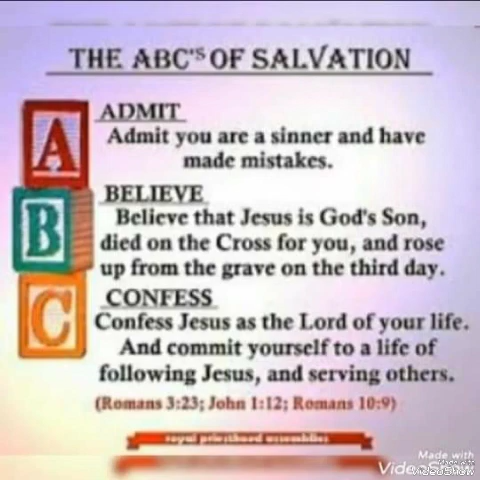 THE ABC'S OF SALVATION
A
ADMIT
Admit you are a sinner and have
made mistakes.
B
BELIEVE
Believe that Jesus is God's Son,
died on the Cross for you, and rose
up from the grave on the third day.
C
CONFESS
Confess Jesus as the Lord of your life.
And commit yourself to a life of
following Jesus, and serving others.
(Romans 3:23; John 1:12; Romans 10:9)
royal priesthood assemblies
Made with
VideoShow